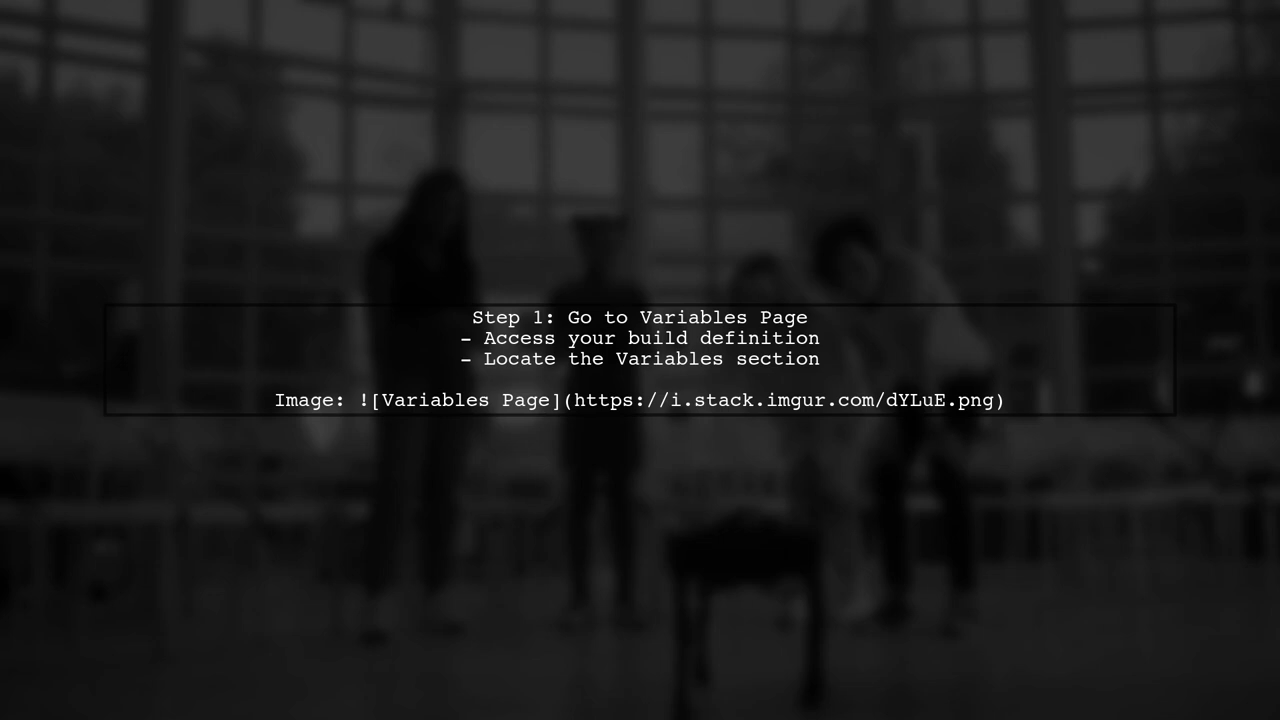 Step 1: Go to Variables Page
- Access your build definition
- Locate the Variables section
Image: ![Variables Page](https://i.stack.imgur.com/dYLuE.png)